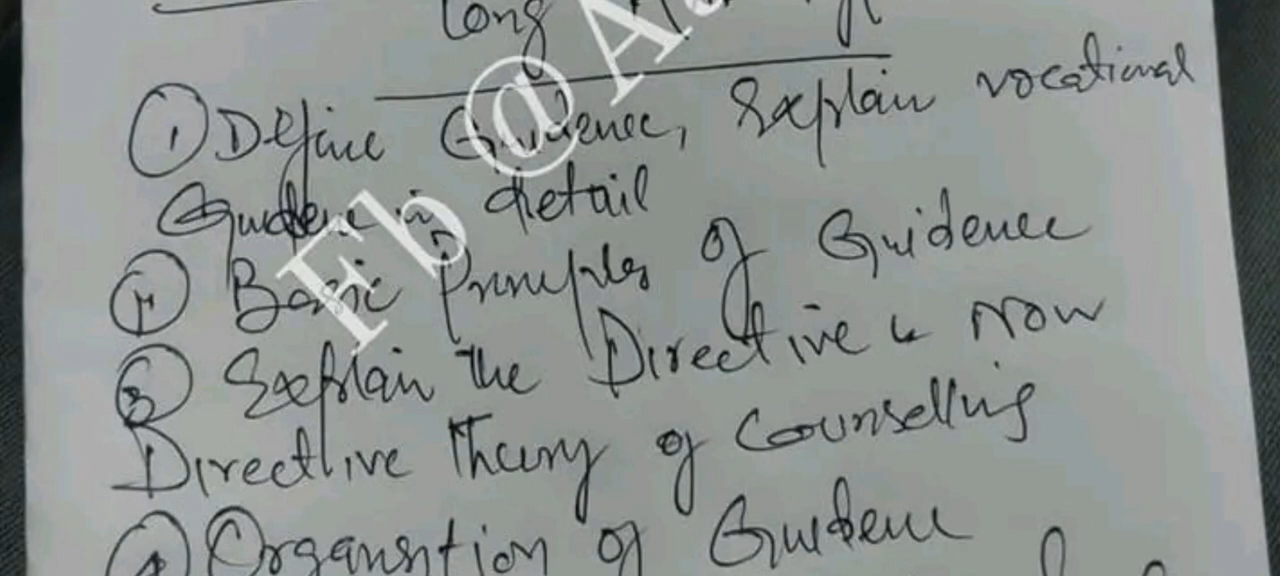 Long
① Define Guidence, Explain vocational
Guidence in detail
Basic Principles of Guidence
③ Explain the Directive & Non
Directive Theory of Counselling
④ Organisation of Guidence
Fb @ A